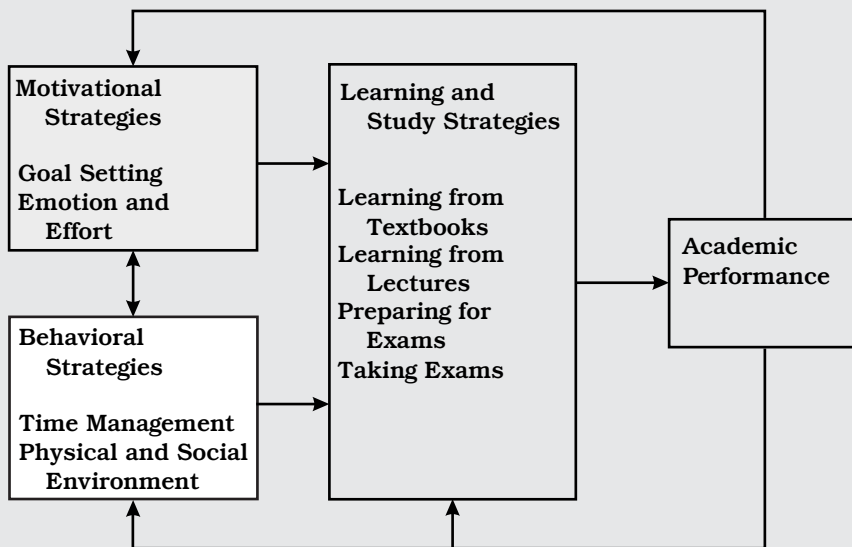 Motivational
Strategies
Goal Setting
Emotion and
Effort
Behavioral
Strategies
Time Management
Physical and Social
Environment
Learning and
Study Strategies
Learning from
Textbooks
Learning from
Lectures
Preparing for
Exams
Taking Exams
Academic
Performance